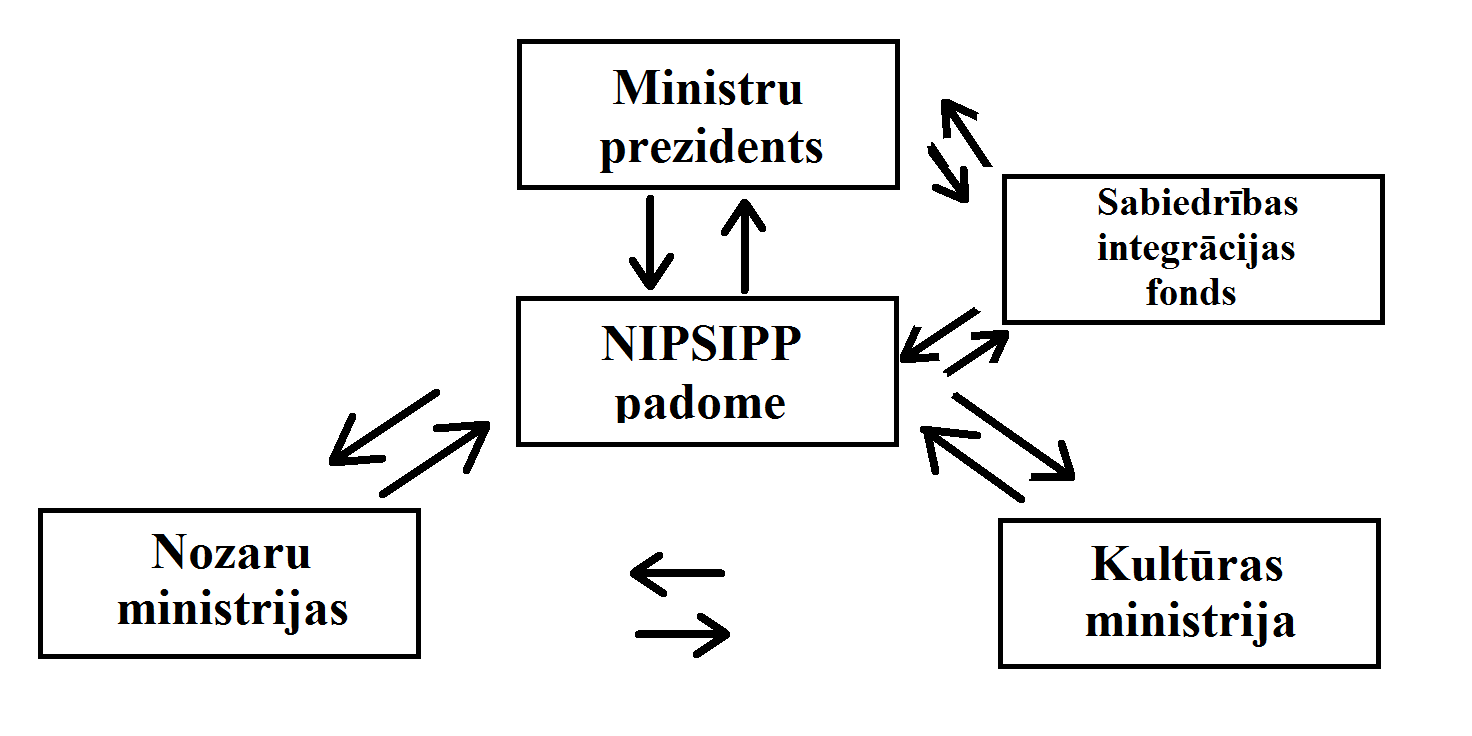 Ministru
prezidents
Sabiedrības
integrācijas
fonds
NIPSIPP
padome
Nozaru
ministrijas
Kultūras
ministrija